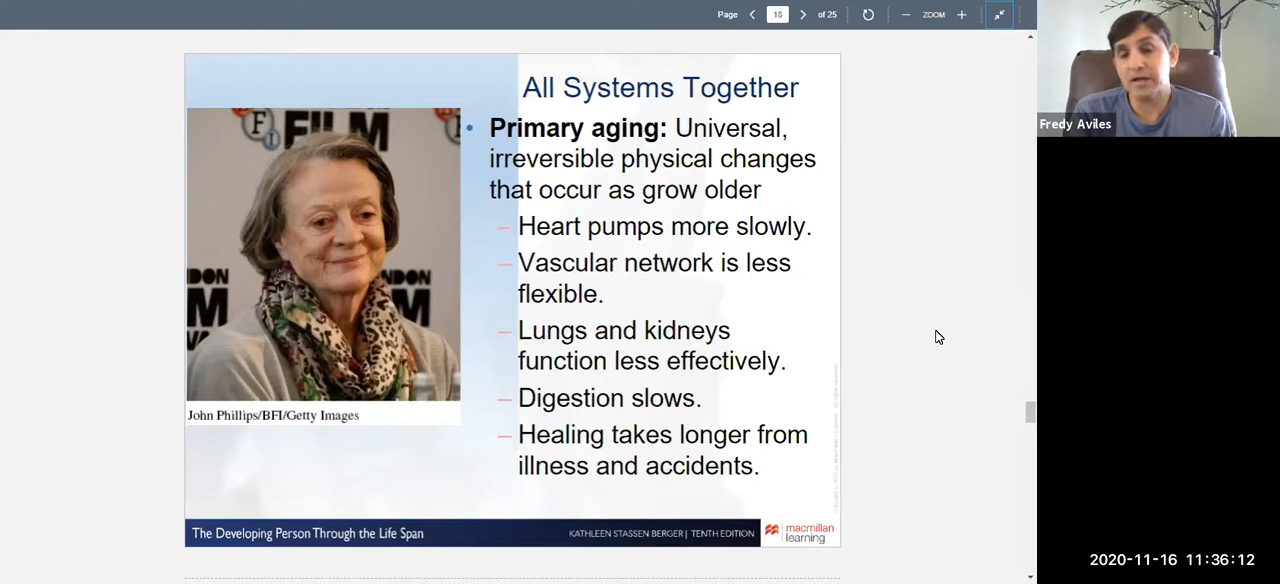 Page
18
of 25
ZOOM
Fredy Aviles
All Systems Together
Primary aging: Universal,
irreversible physical changes
that occur as grow older
Heart pumps more slowly.
Vascular network is less
flexible.
Lungs and kidneys
function less effectively.
Digestion slows.
Healing takes longer from
illness and accidents.
F
FILM
NDON
M
NDON
M
John Phillips/BFI/Getty Images
The Developing Person Through the Life Span
KATHLEEN STASSEN BERGER | TENTH EDITION
macmillan
learning
2020-11-16 11:36:12